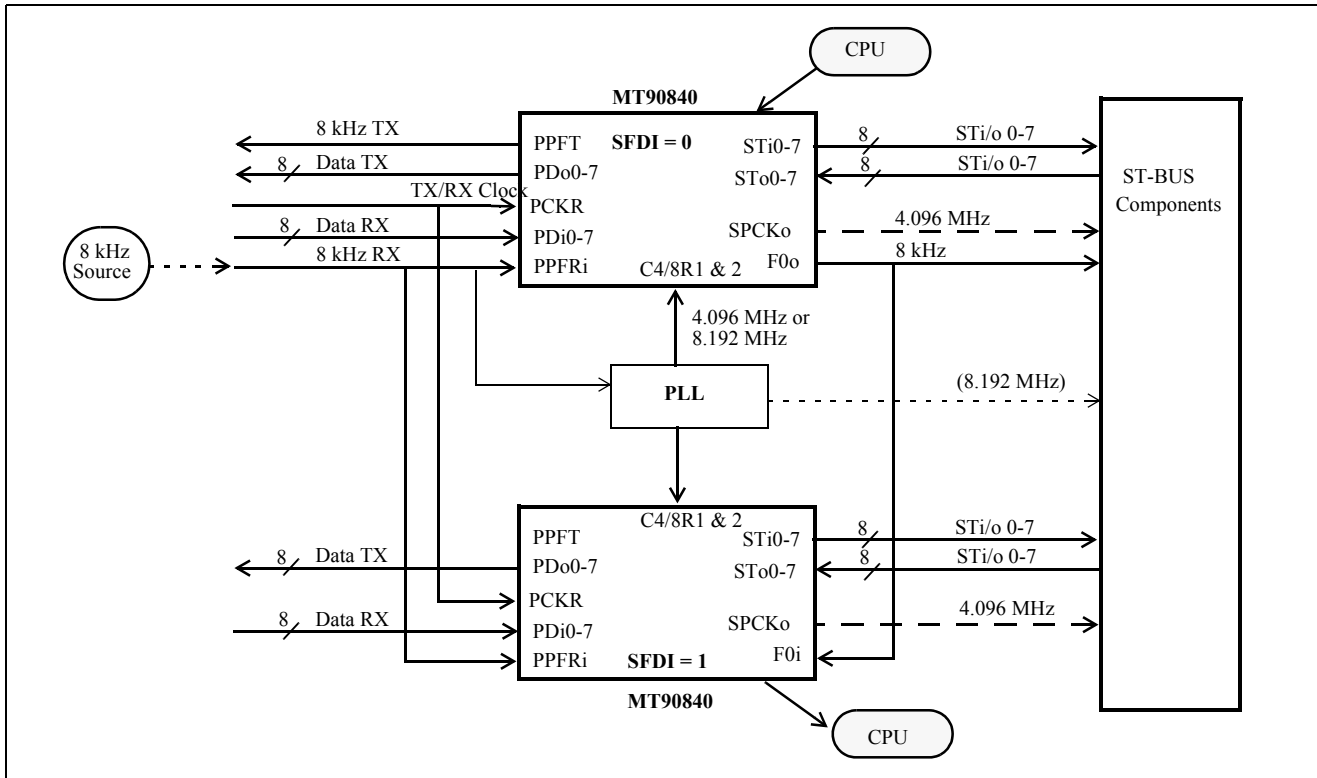 CPU
MT90840
8 kHz TX
PPFT
SFDI = 0
STi0-7
8
STi/o 0-7
8
Data TX
PDo0-7
STo0-7
8
STi/o 0-7
ST-BUS
Components
TX/RX Clock
PCKR
8
Data RX
PDi0-7
SPCKo
4.096 MHz
8 kHz
Source
8 kHz RX
PPFRi
C4/8R1 & 2
F0o
8 kHz
4.096 MHz or
8.192 MHz
PLL
(8.192 MHz)
C4/8R1 & 2
PPFT
STi0-7
8
STi/o 0-7
8
Data TX
PDo0-7
STo0-7
8
STi/o 0-7
PCKR
8
Data RX
PDi0-7
SPCKo
4.096 MHz
PPFRi
SFDI = 1
F0i
MT90840
CPU